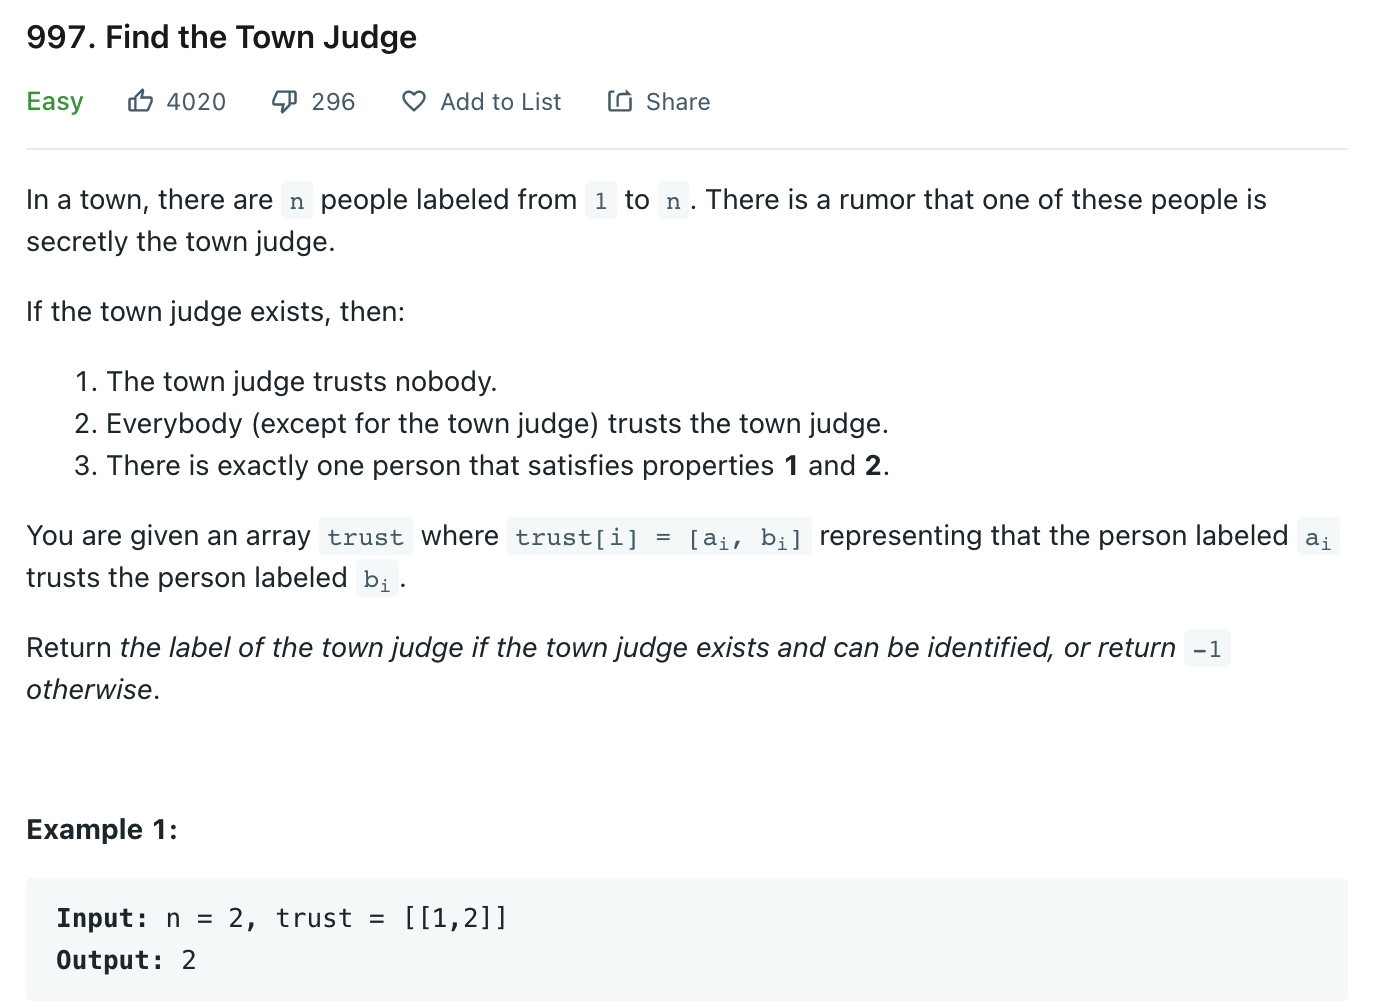 997. Find the Town Judge
Easy 4020 296 Add to List Share
In a town, there are n people labeled from 1 to n. There is a rumor that one of these people is
secretly the town judge.
If the town judge exists, then:
1. The town judge trusts nobody.
2. Everybody (except for the town judge) trusts the town judge.
3. There is exactly one person that satisfies properties 1 and 2.
You are given an array trust where trust[i] = [aᵢ, bᵢ] representing that the person labeled aᵢ
trusts the person labeled bᵢ.
Return the label of the town judge if the town judge exists and can be identified, or return -1
otherwise.
Example 1:
Input: n = 2, trust = [[1,2]]
Output: 2